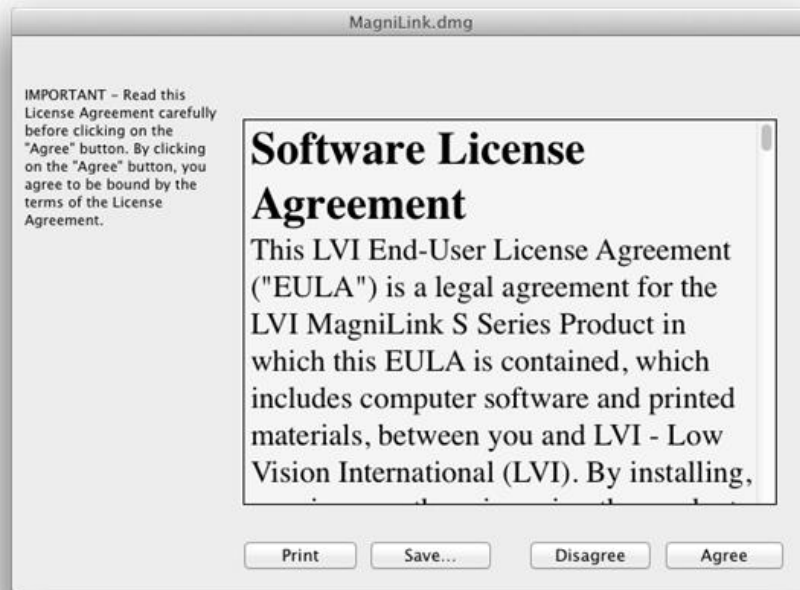 MagniLink.dmg
IMPORTANT – Read this
License Agreement carefully
before clicking on the
"Agree" button. By clicking
on the "Agree" button, you
agree to be bound by the
terms of the License
Agreement.
Software License
Agreement
This LVI End-User License Agreement
("EULA") is a legal agreement for the
LVI MagniLink S Series Product in
which this EULA is contained, which
includes computer software and printed
materials, between you and LVI - Low
Vision International (LVI). By installing,
Print
Save...
Disagree
Agree